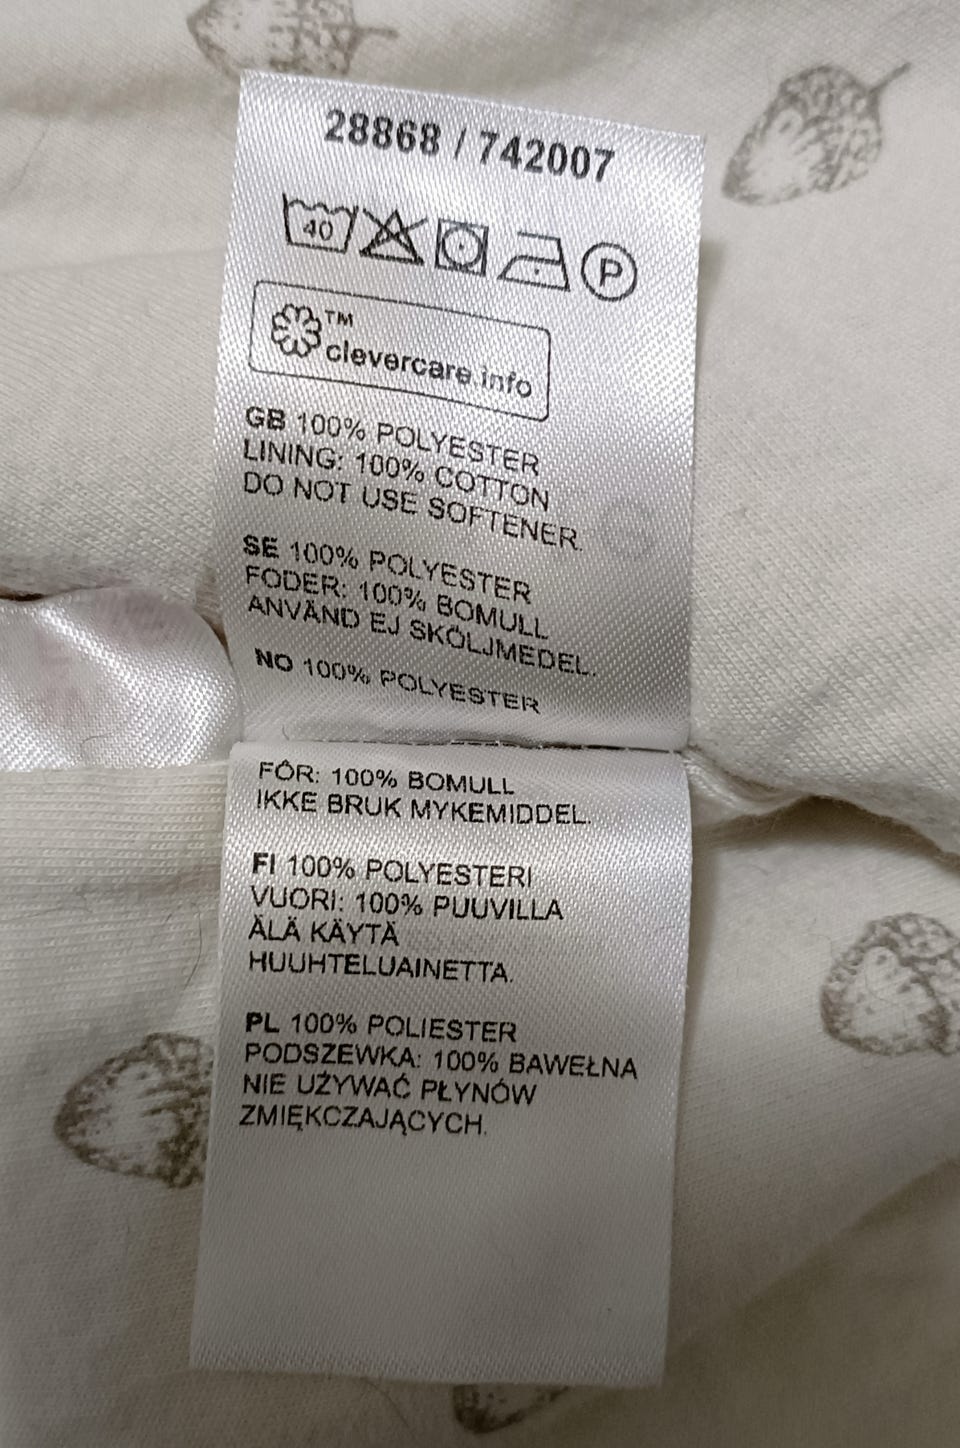 28868 / 742007
40
P
™
clevercare.info
GB 100% POLYESTER
LINING: 100% COTTON
DO NOT USE SOFTENER.
SE 100% POLYESTER
FODER: 100% BOMULL
ANVÄND EJ SKÖLJMEDEL.
NO 100% POLYESTER
FÔR: 100% BOMULL
IKKE BRUK MYKEMIDDEL.
FI 100% POLYESTERI
VUORI: 100% PUUVILLA
ÄLÄ KÄYTÄ
HUUHTELUAINETTA.
PL 100% POLIESTER
PODSZEWKA: 100% BAWEŁNA
NIE UŻYWAĆ PŁYNÓW
ZMIĘKCZAJĄCYCH.